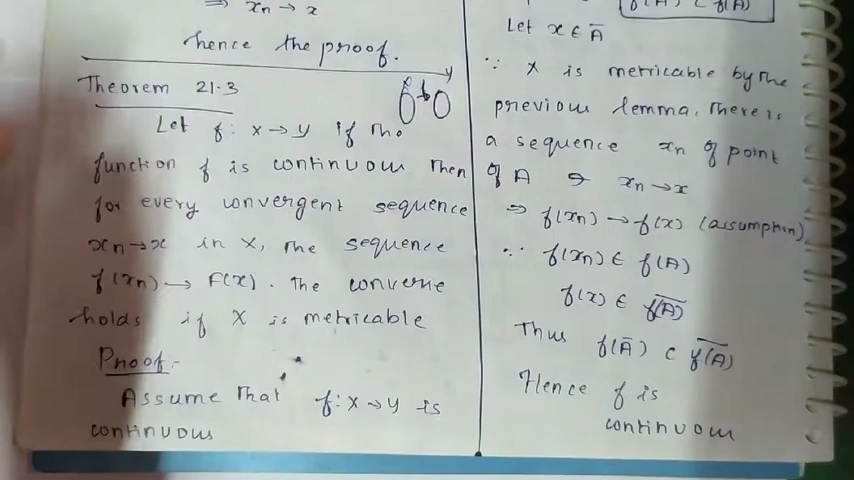 ⇒ xn → x
hence the proof.
Theorem 21.3
Let f: X → y if the
function f is continuous then
for every convergent sequence
xn → x in X, the sequence
f(xn) → F(x). The converse
holds if X is metricable
Proof:-
Assume that f: X → y is
continuous
f(A̅) ⊂ f(A)
Let x ∈ A̅
∵ X is metricable by the
previous lemma, there is
a sequence xn of point
of A ∋ xn → x
⇒ f(xn) → f(x) (assumption)
∵ f(xn) ∈ f(A)
f(x) ∈ \overline{f(A)}
Thus f(A̅) ⊂ \overline{f(A)}
Hence f is
continuous